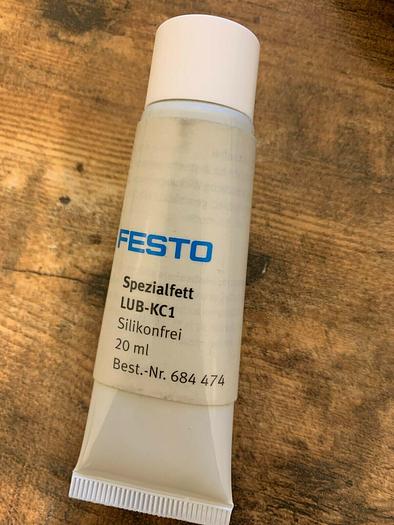 FESTO
Spezialfett
LUB-KC1
Silikonfrei
20 ml
Best.-Nr. 684 474